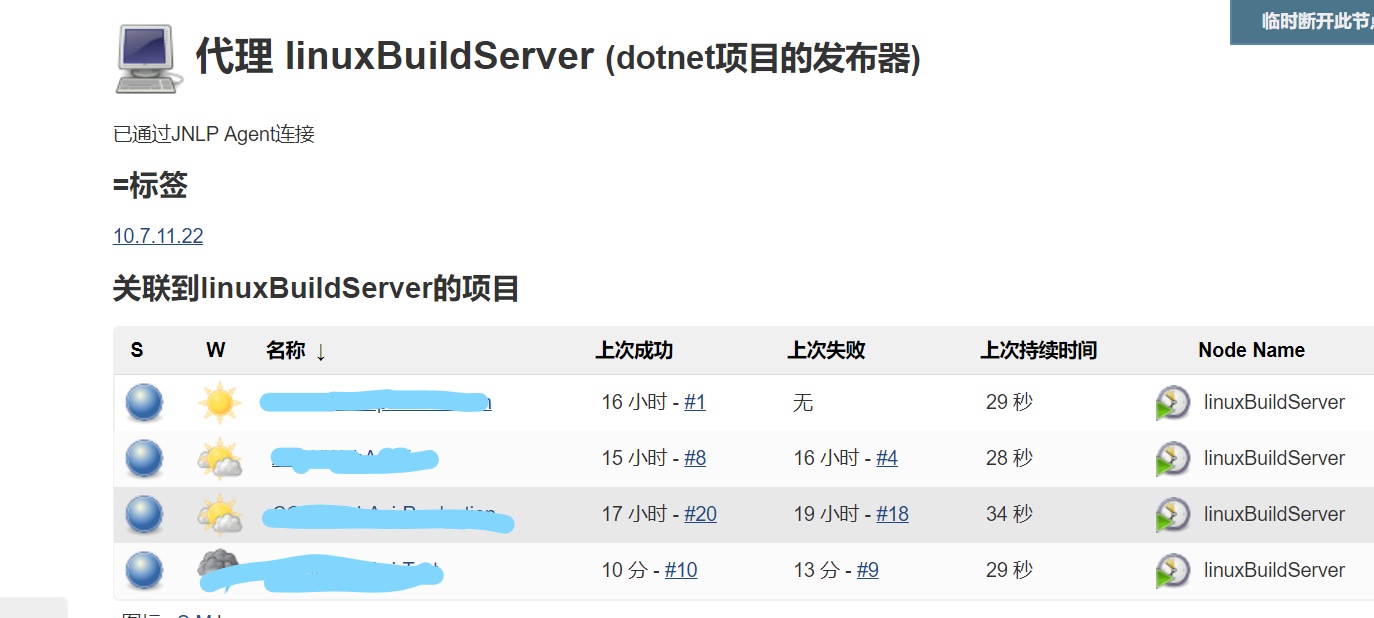 临时断开此节
代理 linuxBuildServer (dotnet项目的发布器)
已通过JNLP Agent连接
=标签
10.7.11.22
关联到linuxBuildServer的项目
S W 名称 ↓ 上次成功 上次失败 上次持续时间 Node Name
16 小时 - #1 无 29 秒 linuxBuildServer
15 小时 - #8 16 小时 - #4 28 秒 linuxBuildServer
17 小时 - #20 19 小时 - #18 34 秒 linuxBuildServer
10 分 - #10 13 分 - #9 29 秒 linuxBuildServer